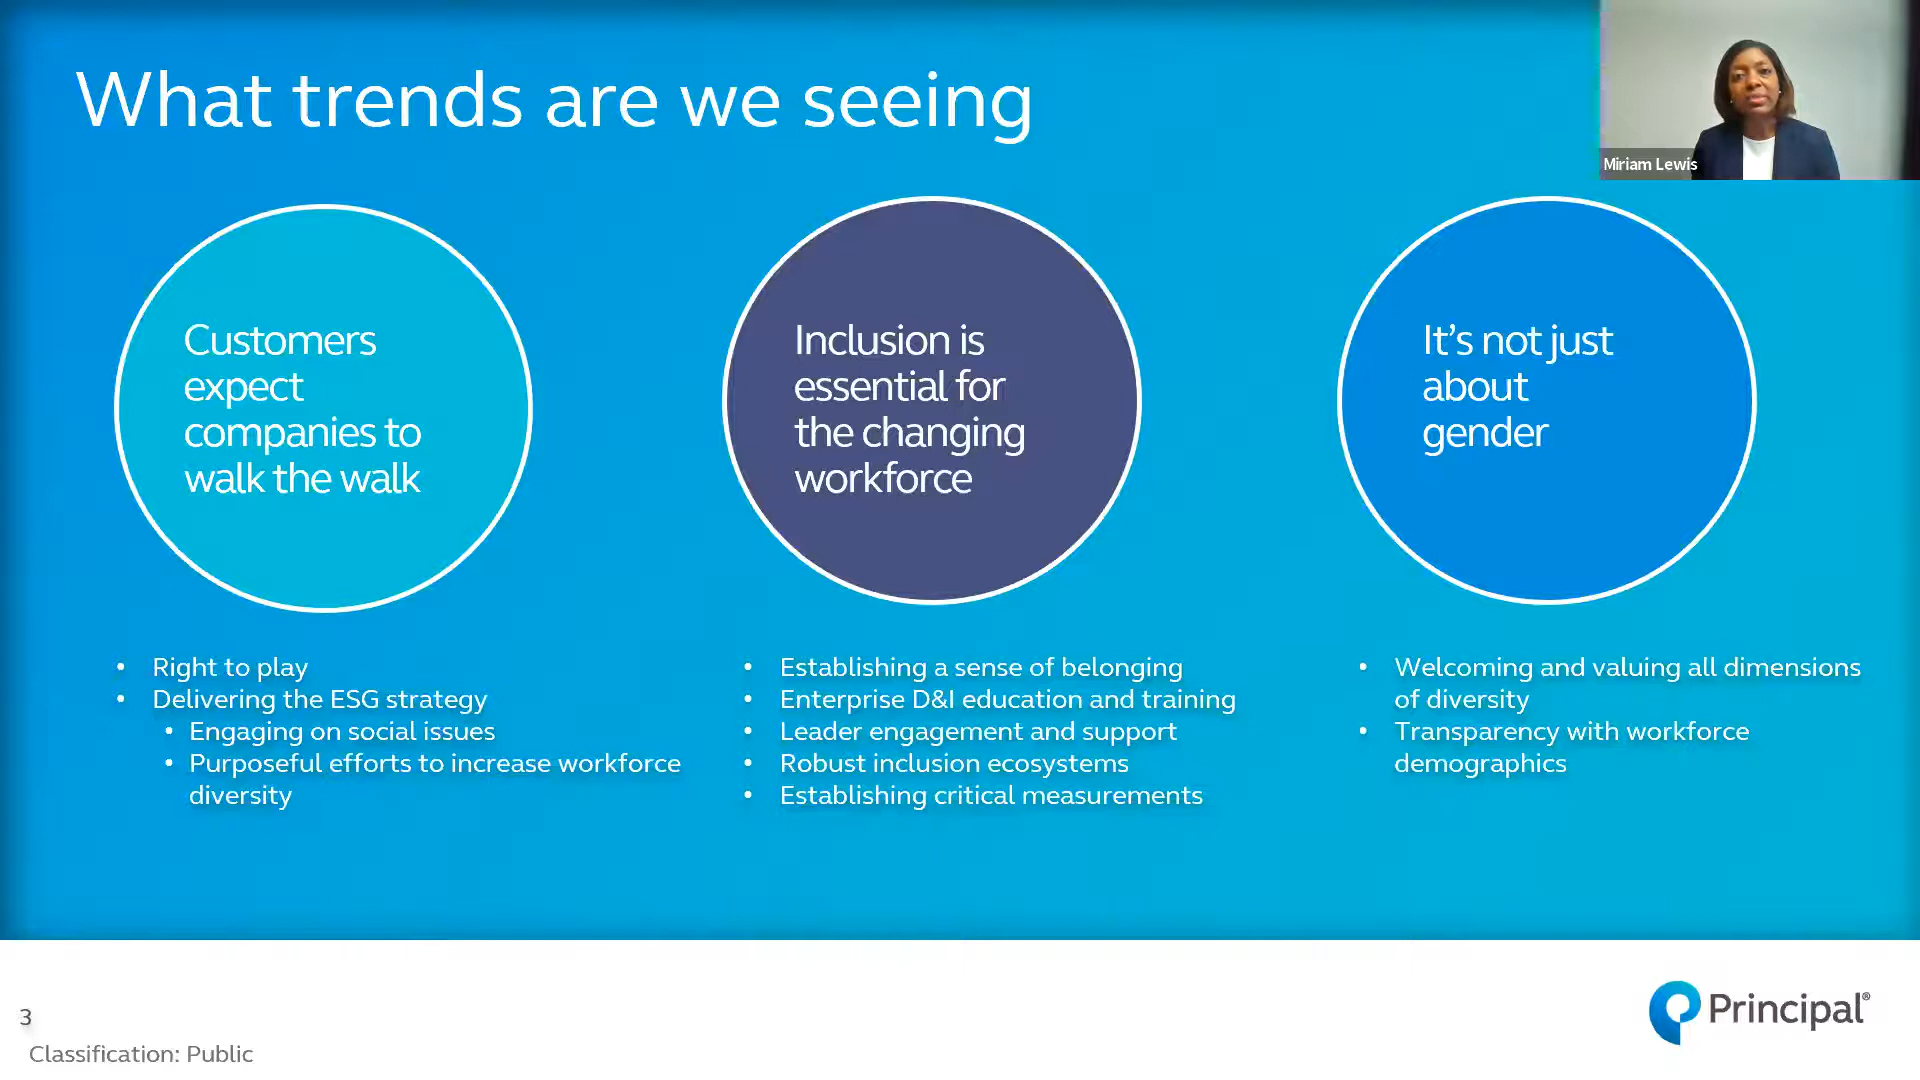 What trends are we seeing
Miriam Lewis
Customers
expect
companies to
walk the walk
Inclusion is
essential for
the changing
workforce
It's not just
about
gender
• Right to play
• Delivering the ESG strategy
• Engaging on social issues
• Purposeful efforts to increase workforce
diversity
• Establishing a sense of belonging
• Enterprise D&I education and training
• Leader engagement and support
• Robust inclusion ecosystems
• Establishing critical measurements
• Welcoming and valuing all dimensions
of diversity
• Transparency with workforce
demographics
3
Classification: Public
Principal®